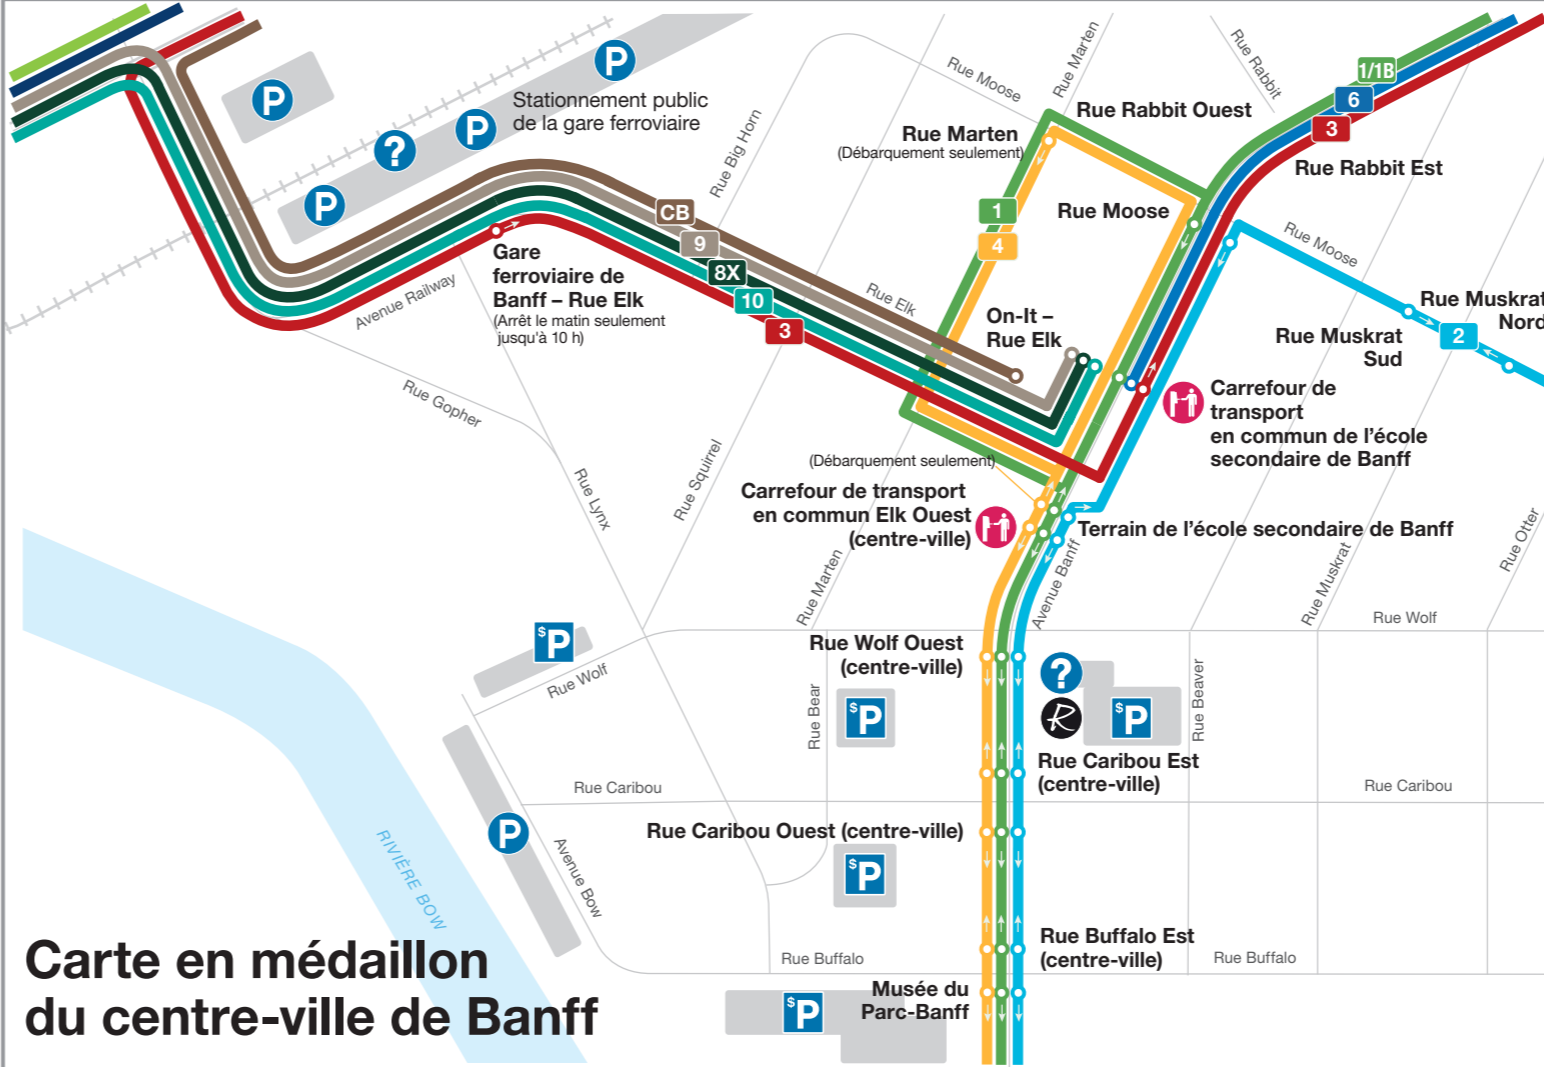 P
P
Stationnement public
de la gare ferroviaire
P
?
P
Rue Big Horn
Rue Moose
Rue Marten
Rue Rabbit
1/1B
6
3
Rue Rabbit Ouest
Rue Marten
(Débarquement seulement)
Rue Rabbit Est
Rue Moose
1
4
CB
9
8X
10
3
Gare
ferroviaire de
Banff – Rue Elk
(Arrêt le matin seulement
jusqu'à 10 h)
Avenue Railway
Rue Elk
On-It –
Rue Elk
Rue Moose
Rue Muskrat
Nord
Rue Muskrat
Sud
2
Carrefour de
transport
en commun de l'école
secondaire de Banff
Rue Gopher
Rue Lynx
Rue Squirrel
(Débarquement seulement)
Carrefour de transport
en commun Elk Ouest
(centre-ville)
Terrain de l'école secondaire de Banff
Rue Marten
Avenue Banff
Rue Muskrat
Rue Otter
Rue Wolf
$P
Rue Wolf
Rue Wolf Ouest
(centre-ville)
?
R
$P
Rue Bear
$P
Rue Beaver
Rue Caribou Est
(centre-ville)
Rue Caribou
Rue Caribou
Rue Caribou Ouest (centre-ville)
P
Avenue Bow
RIVIÈRE BOW
$P
Rue Buffalo Est
(centre-ville)
Rue Buffalo
Rue Buffalo
Musée du
Parc-Banff
$P
Carte en médaillon
du centre-ville de Banff